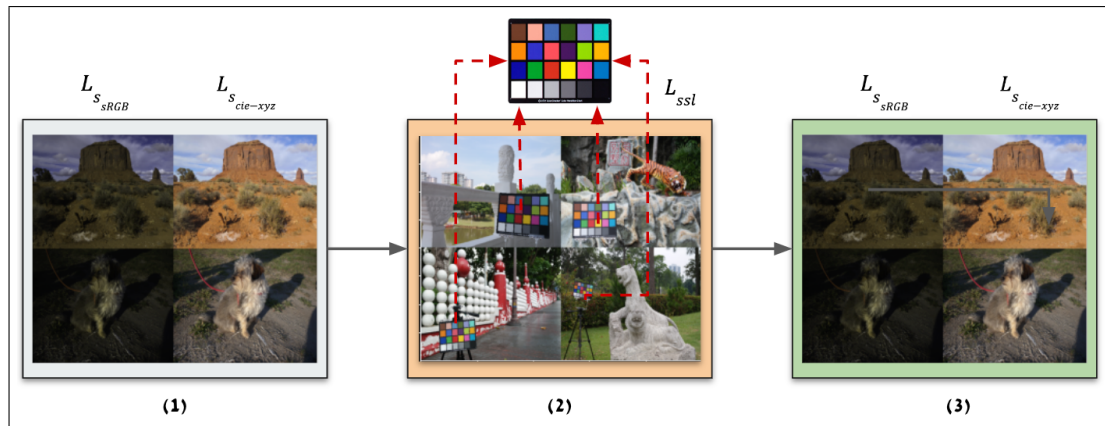 L_{s_{sRGB}}
L_{s_{cie-xyz}}
L_{ssl}
L_{s_{sRGB}}
L_{s_{cie-xyz}}
(1)
(2)
(3)